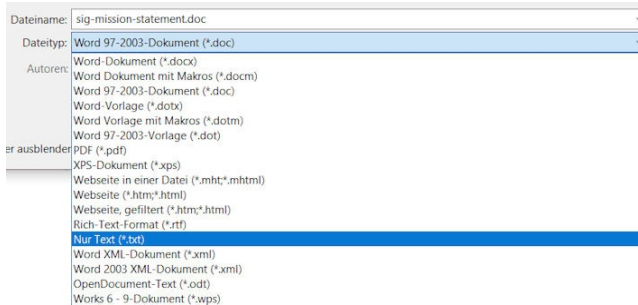 Dateiname: sig-mission-statement.doc
Dateityp: Word 97-2003-Dokument (*.doc)
Autoren:
Word-Dokument (*.docx)
Word Dokument mit Makros (*.docm)
Word 97-2003-Dokument (*.doc)
Word-Vorlage (*.dotx)
Word Vorlage mit Makros (*.dotm)
Word 97-2003-Vorlage (*.dot)
er ausblenden
PDF (*.pdf)
XPS-Dokument (*.xps)
Webseite in einer Datei (*.mht;*.mhtml)
Webseite (*.htm;*.html)
Webseite, gefiltert (*.htm;*.html)
Rich-Text-Format (*.rtf)
Nur Text (*.txt)
Word XML-Dokument (*.xml)
Word 2003 XML-Dokument (*.xml)
OpenDocument-Text (*.odt)
Works 6 - 9-Dokument (*.wps)